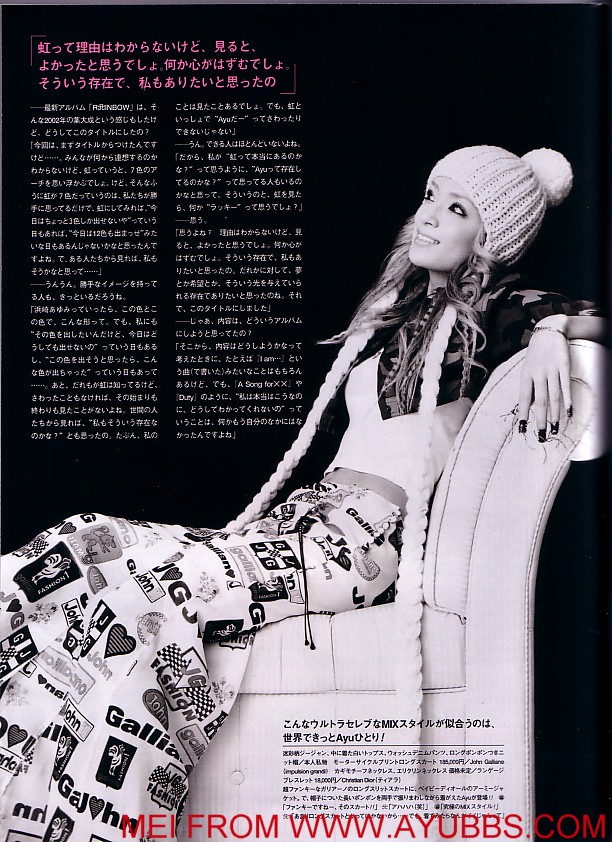 虹って理由はわからないけど、見ると、
よかったと思うでしょ。何か心がはずむでしょ。
そういう存在で、私もありたいと思ったの
──最新アルバム『RAINBOW』は、そ
んな2002年の集大成という感じもしたけ
ど、どうしてこのタイトルにしたの？
「今回は、まずタイトルからつけたんです
けど……。みんなが何から連想するのか
わからないけど、虹っていうと、7色のア
ーチを思い浮かべでしょ。けど、そんなふ
うに虹が7色だっていうのは、私たちが勝
手に思ってるだけで、虹にしてみれば、“今
日はちょっと3色しか出せないや”っていう
日もあれば、“今日は12色も出ませ”みた
いな日もあるんじゃないかなと思ったんで
すよね。で、ある人たちから見れば、私も
そうかなと思って……」
──うんうん。勝手なイメージを持って
る人も、きっといるだろうね。
「浜崎あゆみっていったら、この色とこ
の色で、こんな形って。でも、私にも
“その色を出したいんだけど、今日はど
うしても出せないの”っていう日もある
し、“この色を出そうと思ったら、こん
な色が出ちゃった”っていう日もあって
……。あと、だれもが虹は知ってるけど、
さわったこともなければ、その始まりも
終わりも見たことがないよね。世間の人
たちから見れば、“私もそういう存在な
のかな？”とも思ったの。たぶん、私の
ことは見たことあるでしょ。でも、虹と
いっしょで“Ayuだー”ってさわったり
できないじゃない」
──うん。できる人はほとんどいないよね。
「だから、私が“虹って本当にあるのか
な？”って思うように、“Ayuって存在し
てるのかな？”って思ってる人もいるの
かなと思って。そういうのと、虹を見た
ら、何か“ラッキー”って思うでしょ？」
──思う。
「思うよね？　理由はわからないけど、見
ると、よかったと思うでしょ。何か心が
はずむでしょ。そういう存在で、私もあ
りたいと思ったの。だれかに対して、夢
とか希望とか、そういう光を与えていら
れる存在でありたいと思ったのね。それ
で、このタイトルにしました」
──じゃあ、内容は、どういうアルバム
にしようと思ってたの？
「そこから、内容はどうしようかなって
考えたときに、たとえば『I am…』とい
う曲(で書いた)みたいなことはもちろん
あるけど、でも、『A Song for××』や
『Duty』のように、“私は本当はこうなの
に、どうしてわかってくれないの”って
いうことは、何かもう自分のなかにはな
かったんですよね」
こんなウルトラセレブなMIXスタイルが似合うのは、
世界できっとAyuひとり！
迷彩柄ジージャン、中に着た白いトップス、ウォッシュデニムパンツ、ロングポンポンつきニ
ット帽／本人私物　モーターサイクルプリントロングスカート 185,000円／John Galliano
(impulsion grandi)　カギモチーフネックレス、エリクリンネックレス 価格未定／ランゲージ
ブレスレット 18,000円／Christian Dior（ティアラ）
超ファンキーなガリアーノのロングスリットスカートに、ベイビーディオールのアーミージャ
ケット。で、帽子についた長いポンポンを両手で振りまわしながら着がえたAyuが登場!!
「ファンキーですねー、そのスカート!!」
MEI FROM WWW.AYUBBS.COM